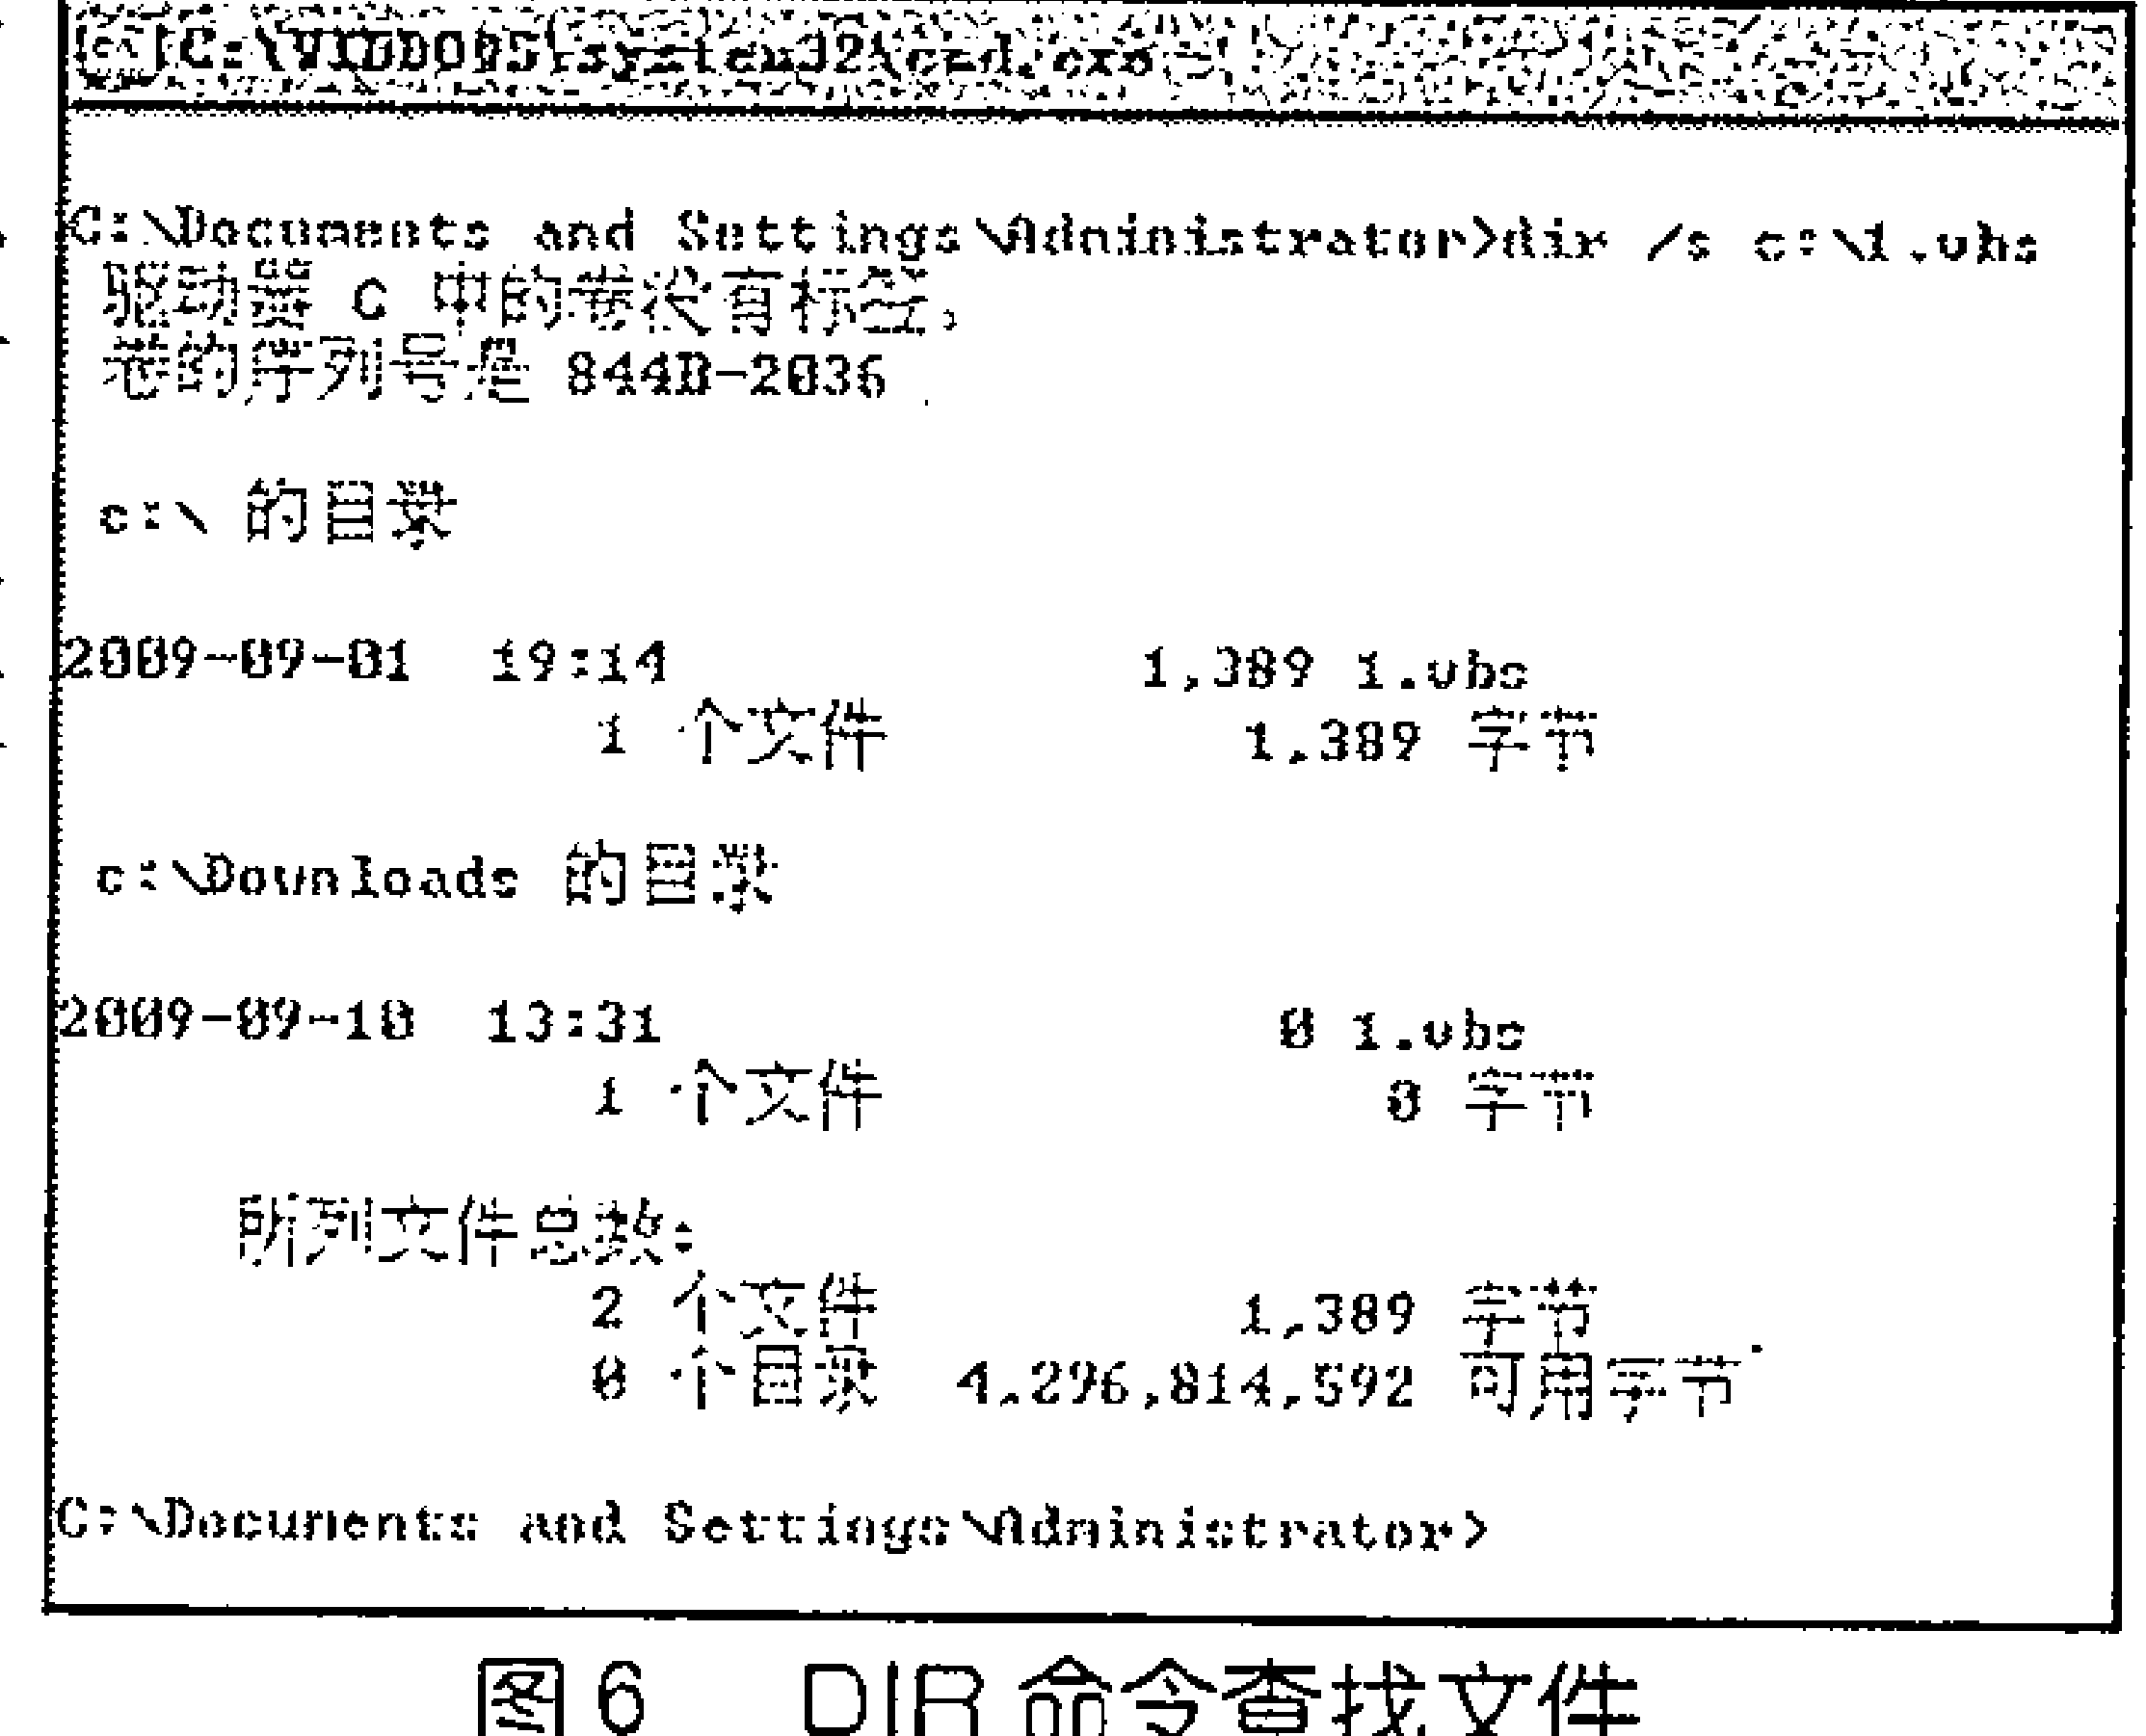 C:\WINDOWS\system32\cmd.exe
C:\Documents and Settings\Administrator>dir /s c:\1.vbs
驱动器 C 中的卷没有标签。
卷的序列号是 844D-2036
c:\ 的目录
2009-09-01 19:14 1,389 1.vbs
1 个文件 1,389 字节
c:\Downloads 的目录
2009-09-10 13:31 0 1.vbs
1 个文件 0 字节
所列文件总数:
2 个文件 1,389 字节
0 个目录 4,296,814,592 可用字节
C:\Documents and Settings\Administrator>
图 6 DIR 命令查找文件